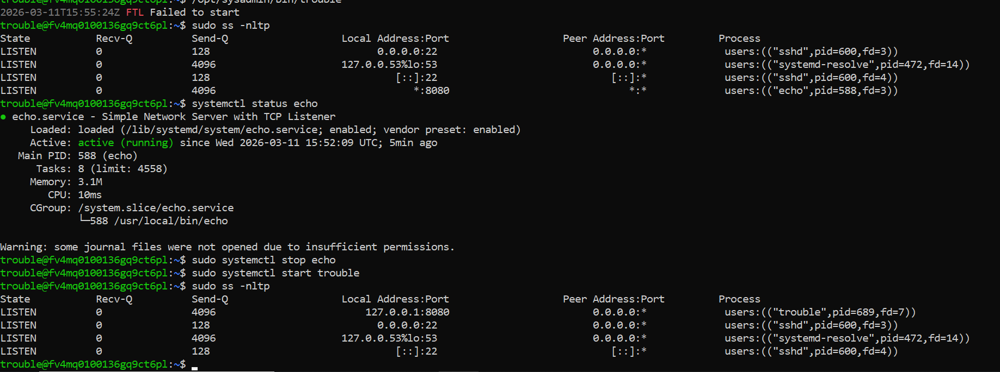 trouble@fv4mq0100136gq9ct6pl:~$ /opt/sysadmin/bin/trouble
2026-03-11T15:55:24Z FTL Failed to start
trouble@fv4mq0100136gq9ct6pl:~$ sudo ss -nltp
State Recv-Q Send-Q Local Address:Port Peer Address:Port Process
LISTEN 0 128 0.0.0.0:22 0.0.0.0:* users:(("sshd",pid=600,fd=3))
LISTEN 0 4096 127.0.0.53%lo:53 0.0.0.0:* users:(("systemd-resolve",pid=472,fd=14))
LISTEN 0 128 [::]:22 [::]:* users:(("sshd",pid=600,fd=4))
LISTEN 0 4096 *:8080 *:* users:(("echo",pid=588,fd=3))
trouble@fv4mq0100136gq9ct6pl:~$ systemctl status echo
● echo.service - Simple Network Server with TCP Listener
Loaded: loaded (/lib/systemd/system/echo.service; enabled; vendor preset: enabled)
Active: active (running) since Wed 2026-03-11 15:52:09 UTC; 5min ago
Main PID: 588 (echo)
Tasks: 8 (limit: 4558)
Memory: 3.1M
CPU: 10ms
CGroup: /system.slice/echo.service
└─588 /usr/local/bin/echo
Warning: some journal files were not opened due to insufficient permissions.
trouble@fv4mq0100136gq9ct6pl:~$ sudo systemctl stop echo
trouble@fv4mq0100136gq9ct6pl:~$ sudo systemctl start trouble
trouble@fv4mq0100136gq9ct6pl:~$ sudo ss -nltp
State Recv-Q Send-Q Local Address:Port Peer Address:Port Process
LISTEN 0 4096 127.0.0.1:8080 0.0.0.0:* users:(("trouble",pid=689,fd=7))
LISTEN 0 128 0.0.0.0:22 0.0.0.0:* users:(("sshd",pid=600,fd=3))
LISTEN 0 4096 127.0.0.53%lo:53 0.0.0.0:* users:(("systemd-resolve",pid=472,fd=14))
LISTEN 0 128 [::]:22 [::]:* users:(("sshd",pid=600,fd=4))
trouble@fv4mq0100136gq9ct6pl:~$